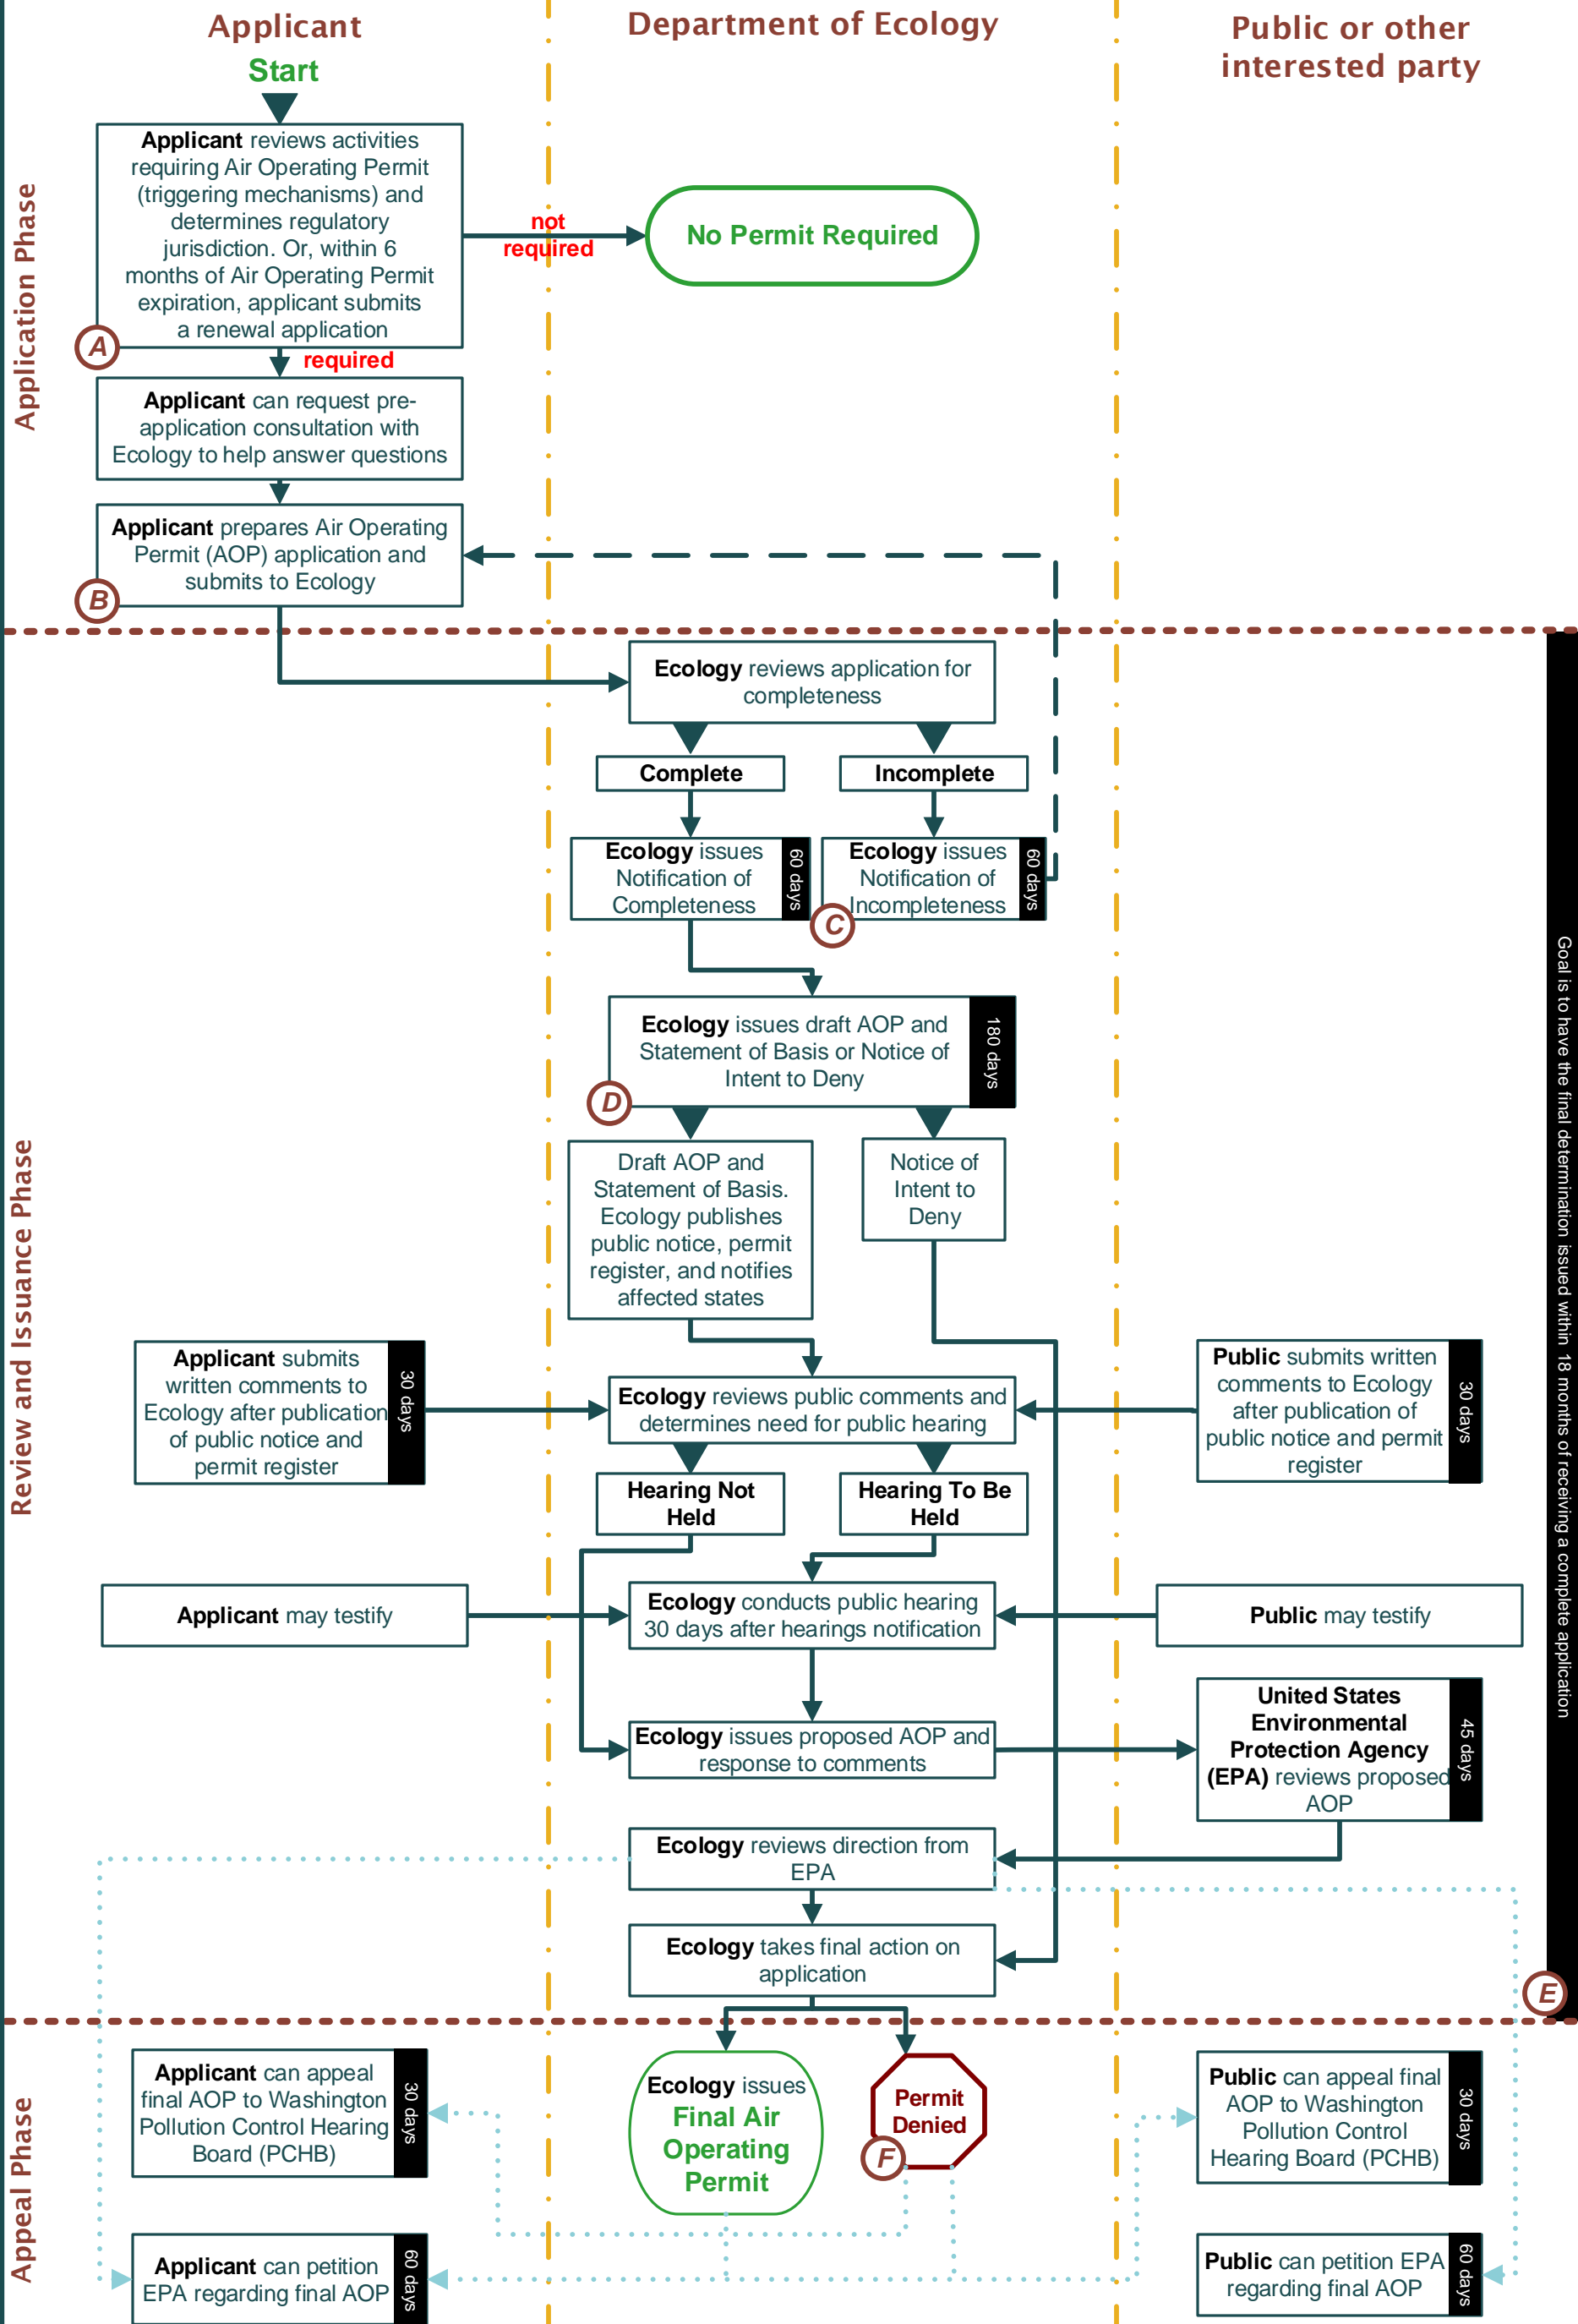 Applicant
Department of Ecology
Public or other
interested party
Start
Application Phase
Applicant reviews activities
requiring Air Operating Permit
(triggering mechanisms) and
determines regulatory
jurisdiction. Or, within 6
months of Air Operating Permit
expiration, applicant submits
a renewal application
A
not
required
No Permit Required
required
Applicant can request pre-
application consultation with
Ecology to help answer questions
Applicant prepares Air Operating
Permit (AOP) application and
submits to Ecology
B
Review and Issuance Phase
Ecology reviews application for
completeness
Complete
Incomplete
Ecology issues
Notification of
Completeness
60 days
Ecology issues
Notification of
Incompleteness
60 days
C
Ecology issues draft AOP and
Statement of Basis or Notice of
Intent to Deny
180 days
D
Draft AOP and
Statement of Basis.
Ecology publishes
public notice, permit
register, and notifies
affected states
Notice of
Intent to
Deny
Applicant submits
written comments to
Ecology after publication
of public notice and
permit register
30 days
Ecology reviews public comments and
determines need for public hearing
Public submits written
comments to Ecology
after publication of
public notice and permit
register
30 days
Hearing Not
Held
Hearing To Be
Held
Applicant may testify
Ecology conducts public hearing
30 days after hearings notification
Public may testify
Ecology issues proposed AOP and
response to comments
United States
Environmental
Protection Agency
(EPA) reviews proposed
AOP
45 days
Ecology reviews direction from
EPA
Ecology takes final action on
application
Goal is to have the final determination issued within 18 months of receiving a complete application
E
Appeal Phase
Applicant can appeal
final AOP to Washington
Pollution Control Hearing
Board (PCHB)
30 days
Ecology issues
Final Air
Operating
Permit
Permit
Denied
F
Public can appeal final
AOP to Washington
Pollution Control
Hearing Board (PCHB)
30 days
Applicant can petition
EPA regarding final AOP
60 days
Public can petition EPA
regarding final AOP
60 days